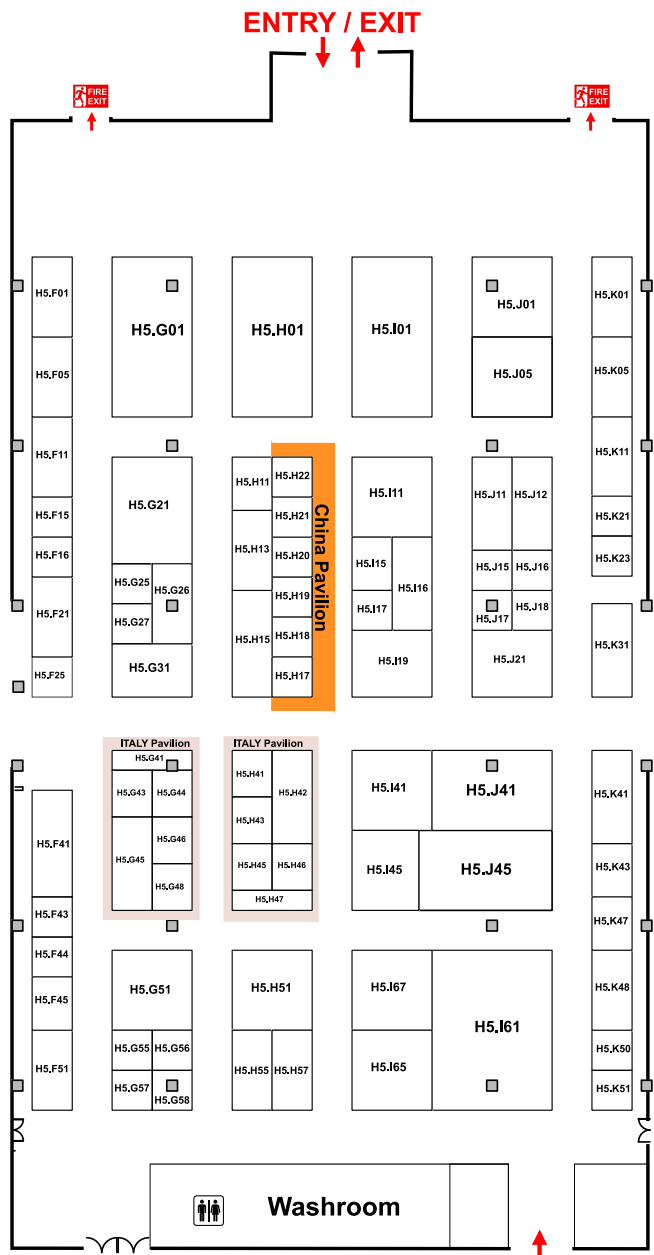 ENTRY / EXIT
FIRE
EXIT
FIRE
EXIT
H5.F01
H5.G01
H5.H01
H5.I01
H5.J01
H5.K01
H5.F05
H5.J05
H5.K05
H5.F11
H5.G21
H5.H11
H5.H22
China Pavilion
H5.I11
H5.J11
H5.J12
H5.K11
H5.F15
H5.H21
H5.K21
H5.F16
H5.H13
H5.H20
H5.K23
H5.G25
H5.G26
H5.H19
H5.I15
H5.I16
H5.J15
H5.J16
H5.F21
H5.G27
H5.H15
H5.H18
H5.I17
H5.J17
H5.J18
H5.K31
H5.F25
H5.G31
H5.H17
H5.I19
H5.J21
ITALY Pavilion
ITALY Pavilion
H5.G41
H5.H41
H5.H42
H5.I41
H5.J41
H5.K41
H5.G43
H5.G44
H5.H43
H5.F41
H5.G45
H5.G46
H5.H45
H5.H46
H5.I45
H5.J45
H5.K43
H5.G48
H5.H47
H5.F43
H5.K47
H5.F44
H5.G51
H5.H51
H5.I67
H5.I61
H5.K48
H5.F45
H5.G55
H5.G56
H5.K50
H5.F51
H5.H55
H5.H57
H5.I65
H5.G57
H5.G58
H5.K51
Washroom